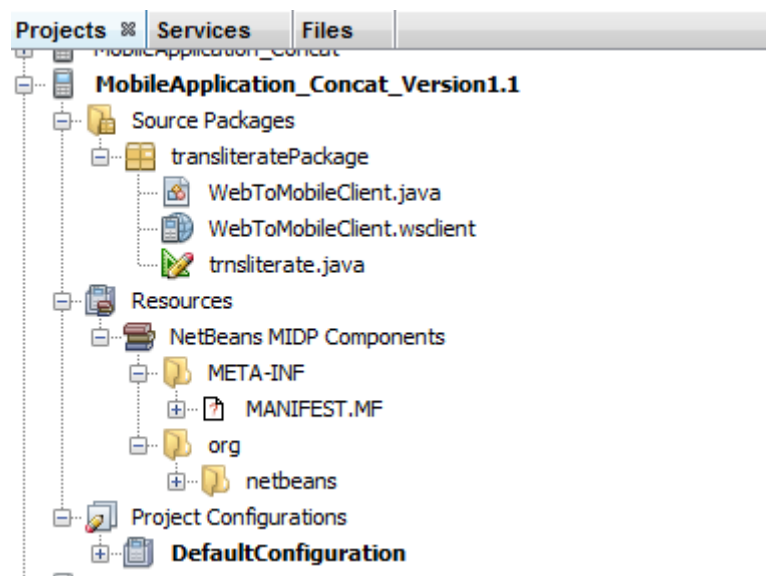 Projects Services Files
MobileApplication_Concat
MobileApplication_Concat_Version1.1
Source Packages
transliteratePackage
WebToMobileClient.java
WebToMobileClient.wsclient
trnsliterate.java
Resources
NetBeans MIDP Components
META-INF
MANIFEST.MF
org
netbeans
Project Configurations
DefaultConfiguration